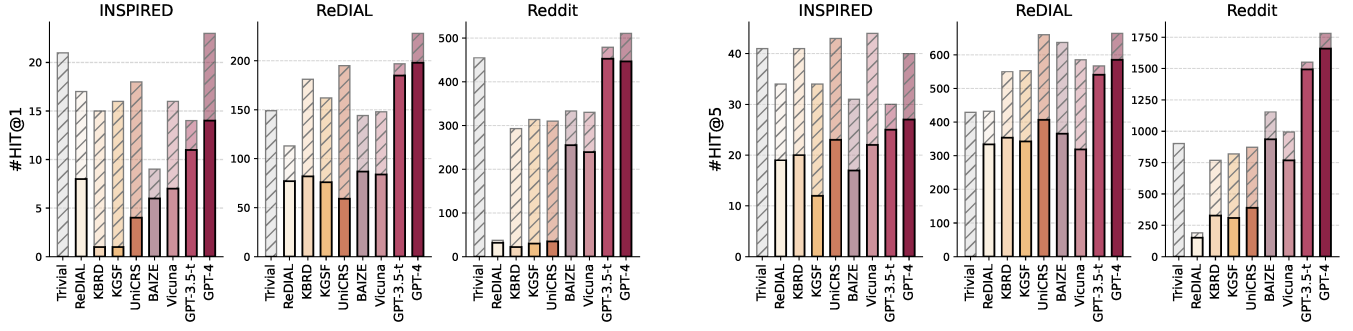 INSPIRED
ReDIAL
Reddit
#HIT@1
20
15
10
5
0
Trivial
ReDIAL
KBRD
KGSF
UniCRS
BAIZE
Vicuna
GPT-3.5-t
GPT-4
200
150
100
50
0
Trivial
ReDIAL
KBRD
KGSF
UniCRS
BAIZE
Vicuna
GPT-3.5-t
GPT-4
500
400
300
200
100
0
Trivial
ReDIAL
KBRD
KGSF
UniCRS
BAIZE
Vicuna
GPT-3.5-t
GPT-4
INSPIRED
ReDIAL
Reddit
#HIT@5
40
30
20
10
0
Trivial
ReDIAL
KBRD
KGSF
UniCRS
BAIZE
Vicuna
GPT-3.5-t
GPT-4
600
500
400
300
200
100
0
Trivial
ReDIAL
KBRD
KGSF
UniCRS
BAIZE
Vicuna
GPT-3.5-t
GPT-4
1750
1500
1250
1000
750
500
250
0
Trivial
ReDIAL
KBRD
KGSF
UniCRS
BAIZE
Vicuna
GPT-3.5-t
GPT-4